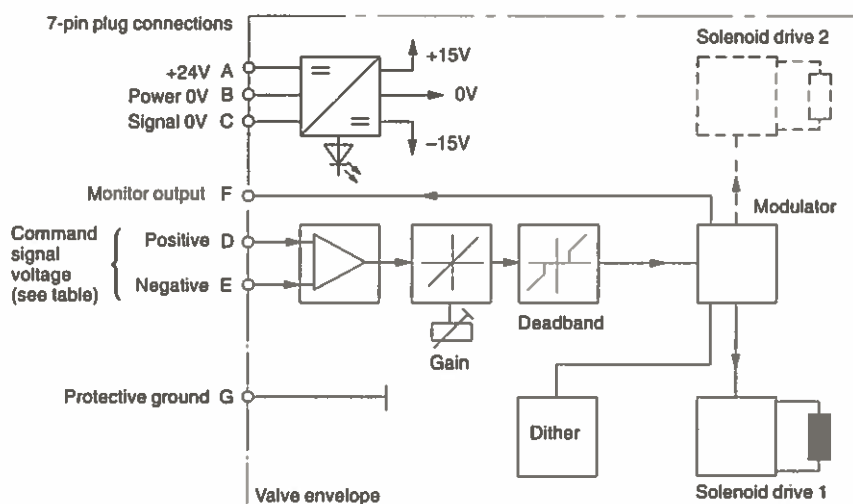 7-pin plug connections
+24V A
Power 0V B
Signal 0V C
+15V
0V
−15V
Solenoid drive 2
Monitor output F
Modulator
Command
signal
voltage
(see table)
Positive D
Negative E
Deadband
Gain
Protective ground G
Dither
Valve envelope
Solenoid drive 1